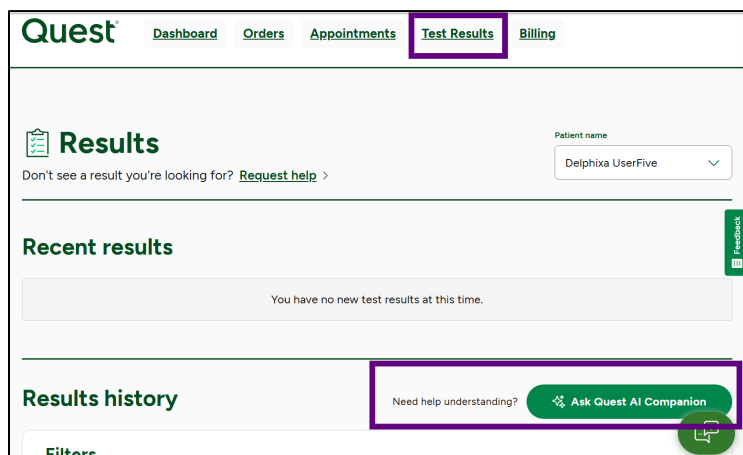 Quest®
Dashboard Orders Appointments Test Results Billing
Results
Patient name
Delphixa UserFive
Don't see a result you're looking for? Request help >
Feedback
Recent results
You have no new test results at this time.
Results history
Need help understanding?
Ask Quest AI Companion
Filters